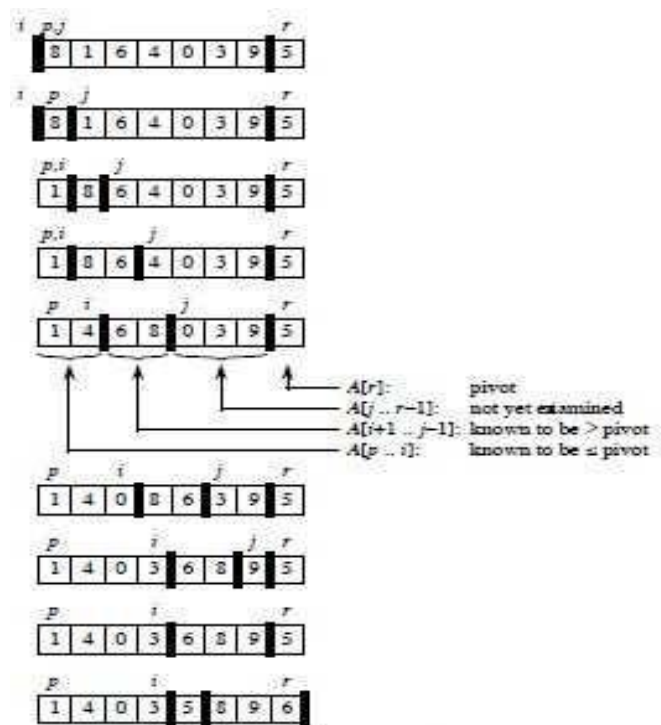 i p,j r
8 1 6 4 0 3 9 5
i p j r
8 1 6 4 0 3 9 5
p,i j r
1 8 6 4 0 3 9 5
p,i j r
1 8 6 4 0 3 9 5
p i j r
1 4 6 8 0 3 9 5
A[r]: pivot
A[j .. r–1]: not yet examined
A[i+1 .. j–1]: known to be > pivot
A[p .. i]: known to be ≤ pivot
p i j r
1 4 0 8 6 3 9 5
p i j r
1 4 0 3 6 8 9 5
p i r
1 4 0 3 6 8 9 5
p i r
1 4 0 3 5 8 9 6